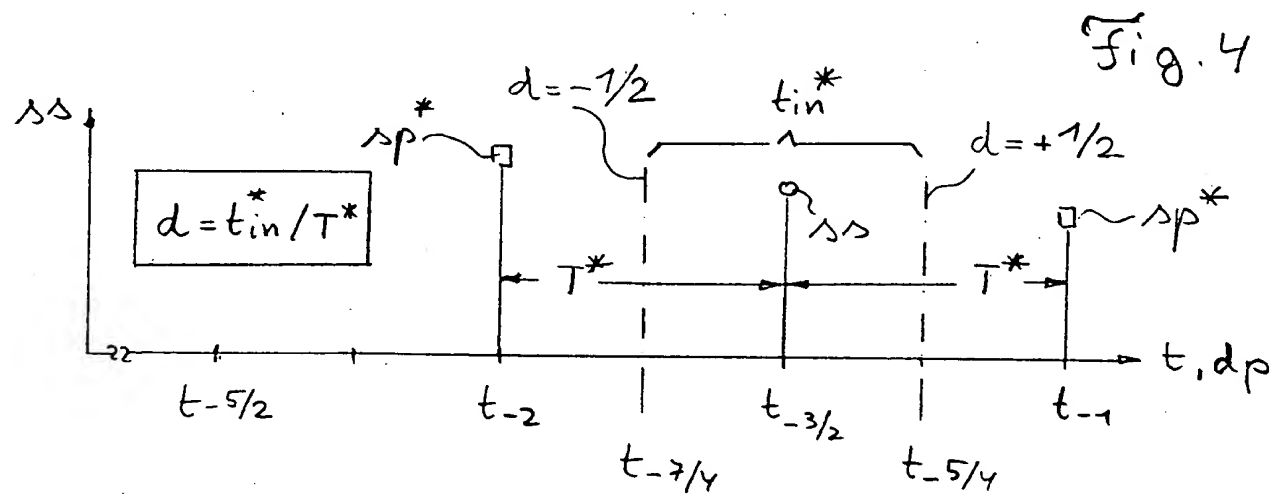 Fig. 4
d=-1/2
tin*
ss
sp*
d=+1/2
d=tin*/T*
ss
sp*
T*
T*
t, dp
t-5/2
t-2
t-3/2
t-1
t-7/4
t-5/4